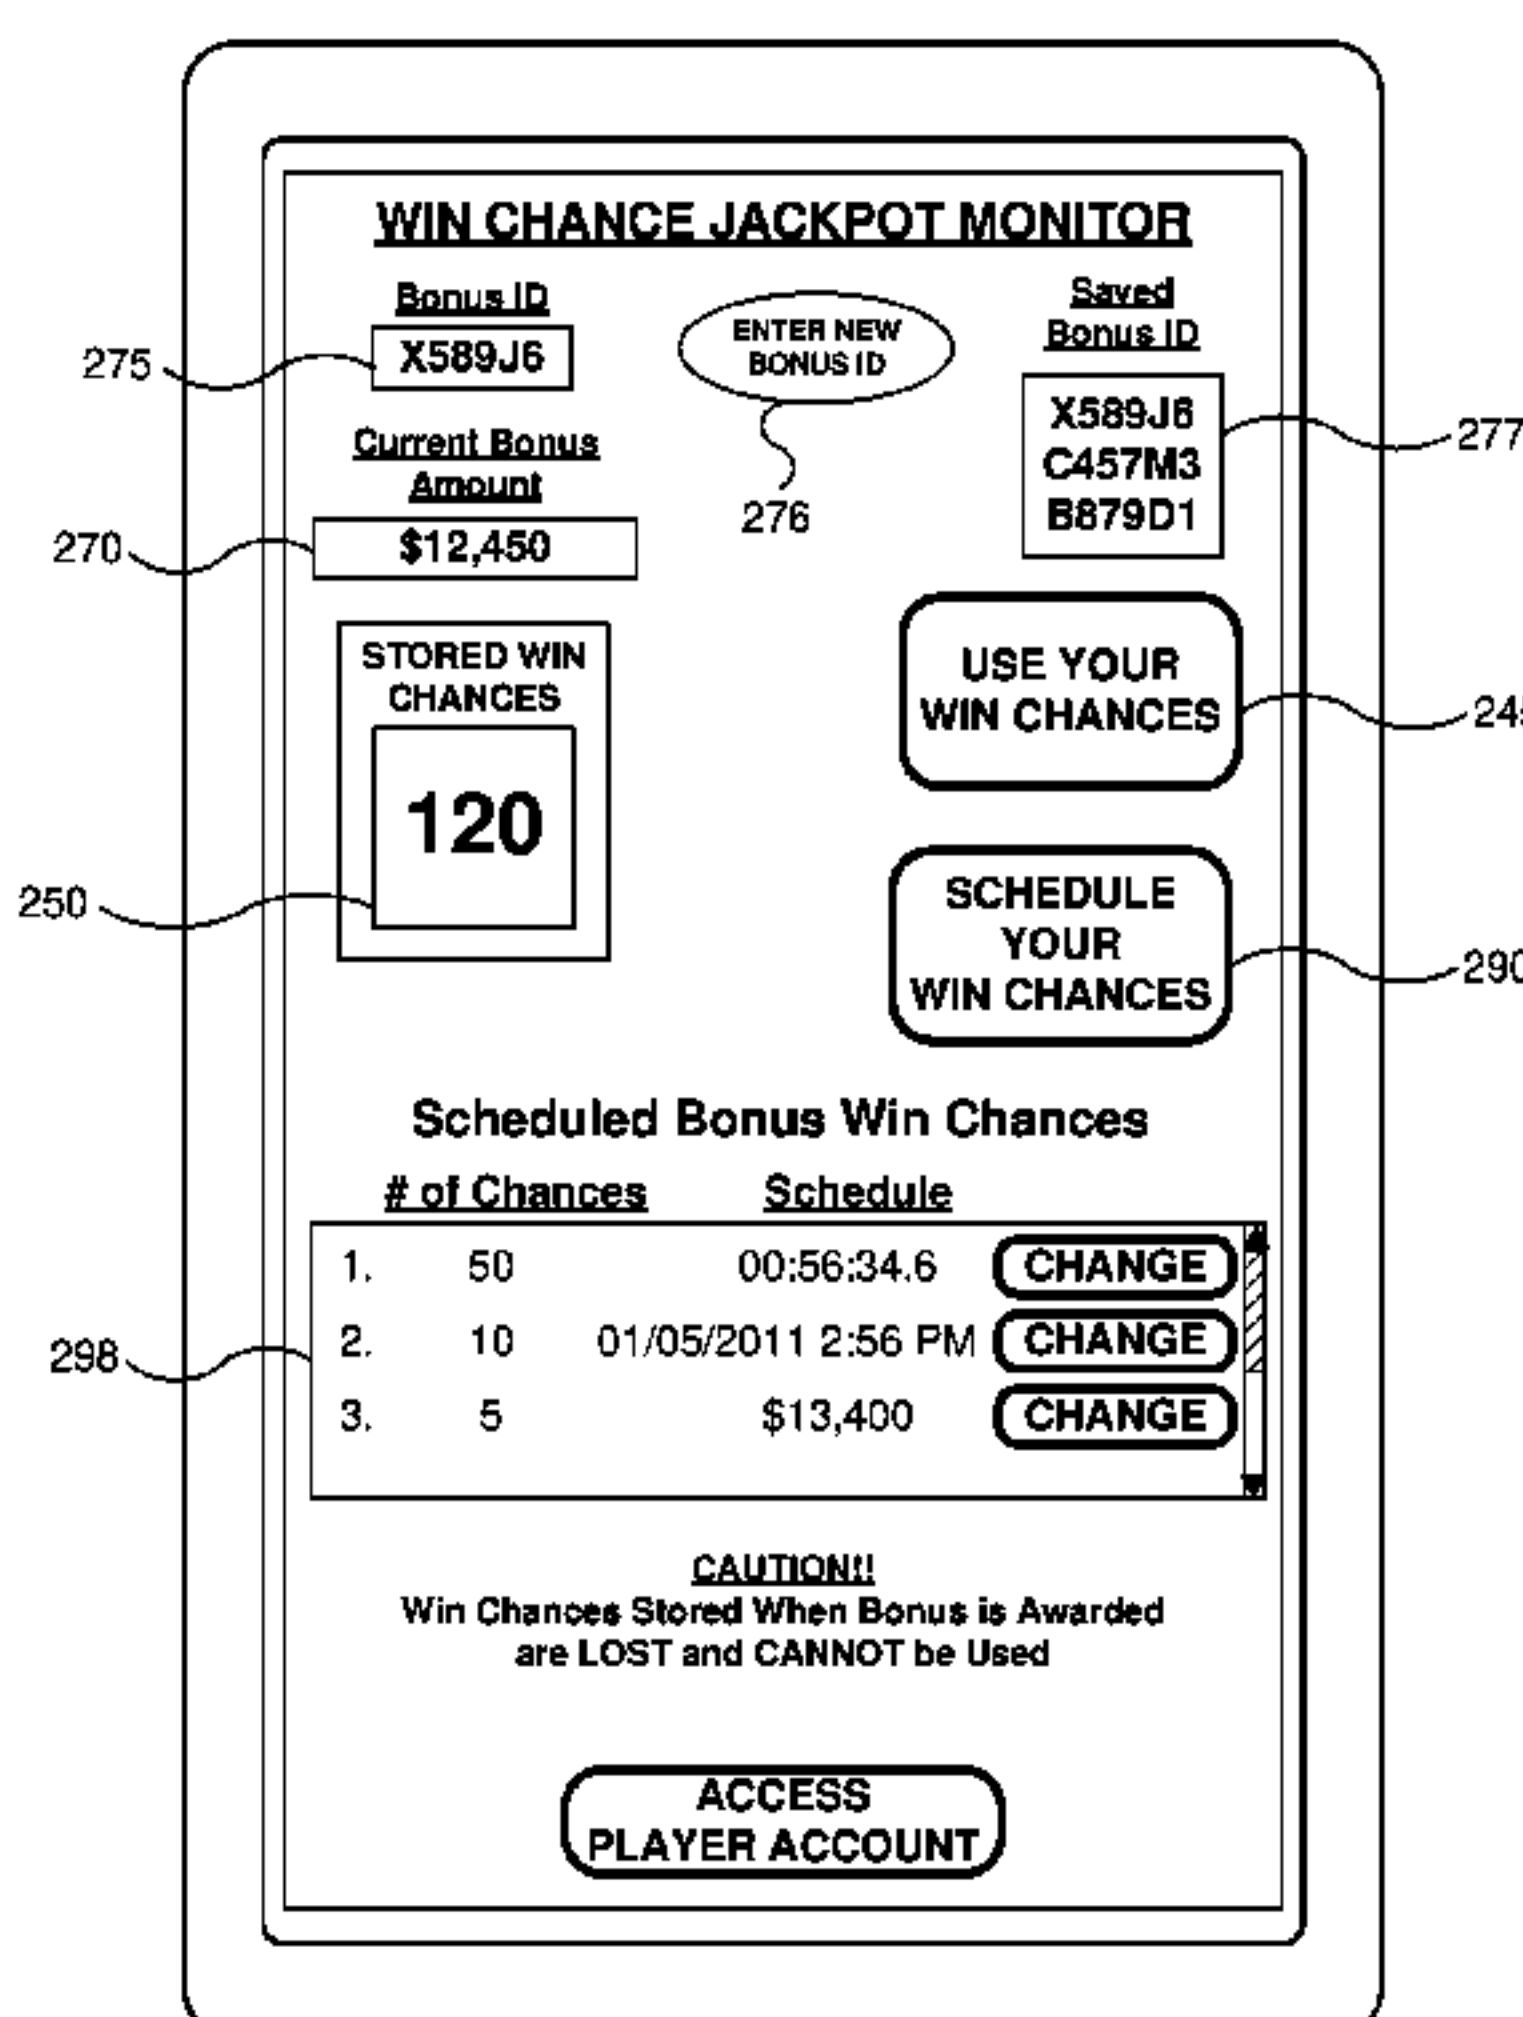 WIN CHANCE JACKPOT MONITOR
Bonus ID
X589J6
275
ENTER NEW
BONUS ID
276
Saved
Bonus ID
X589J6
C457M3
B879D1
277
Current Bonus
Amount
$12,450
270
STORED WIN
CHANCES
120
250
USE YOUR
WIN CHANCES
SCHEDULE
YOUR
WIN CHANCES
290
Scheduled Bonus Win Chances
# of Chances Schedule
1. 50 00:56:34.6 CHANGE
2. 10 01/05/2011 2:56 PM CHANGE
3. 5 $13,400 CHANGE
298
CAUTION!!
Win Chances Stored When Bonus is Awarded
are LOST and CANNOT be Used
ACCESS
PLAYER ACCOUNT